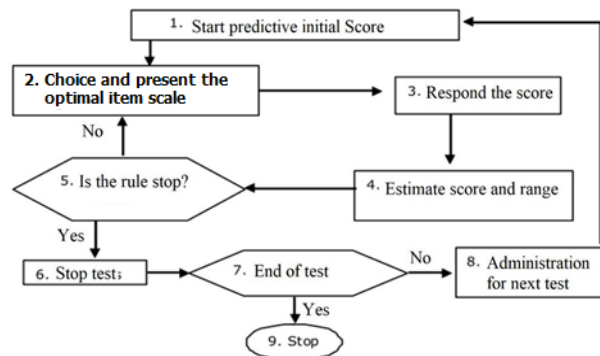 1. Start predictive initial Score
2. Choice and present the
optimal item scale
3. Respond the score
No
5. Is the rule stop?
4. Estimate score and range
Yes
6. Stop test;
7. End of test
No
8. Administration
for next test
Yes
9. Stop